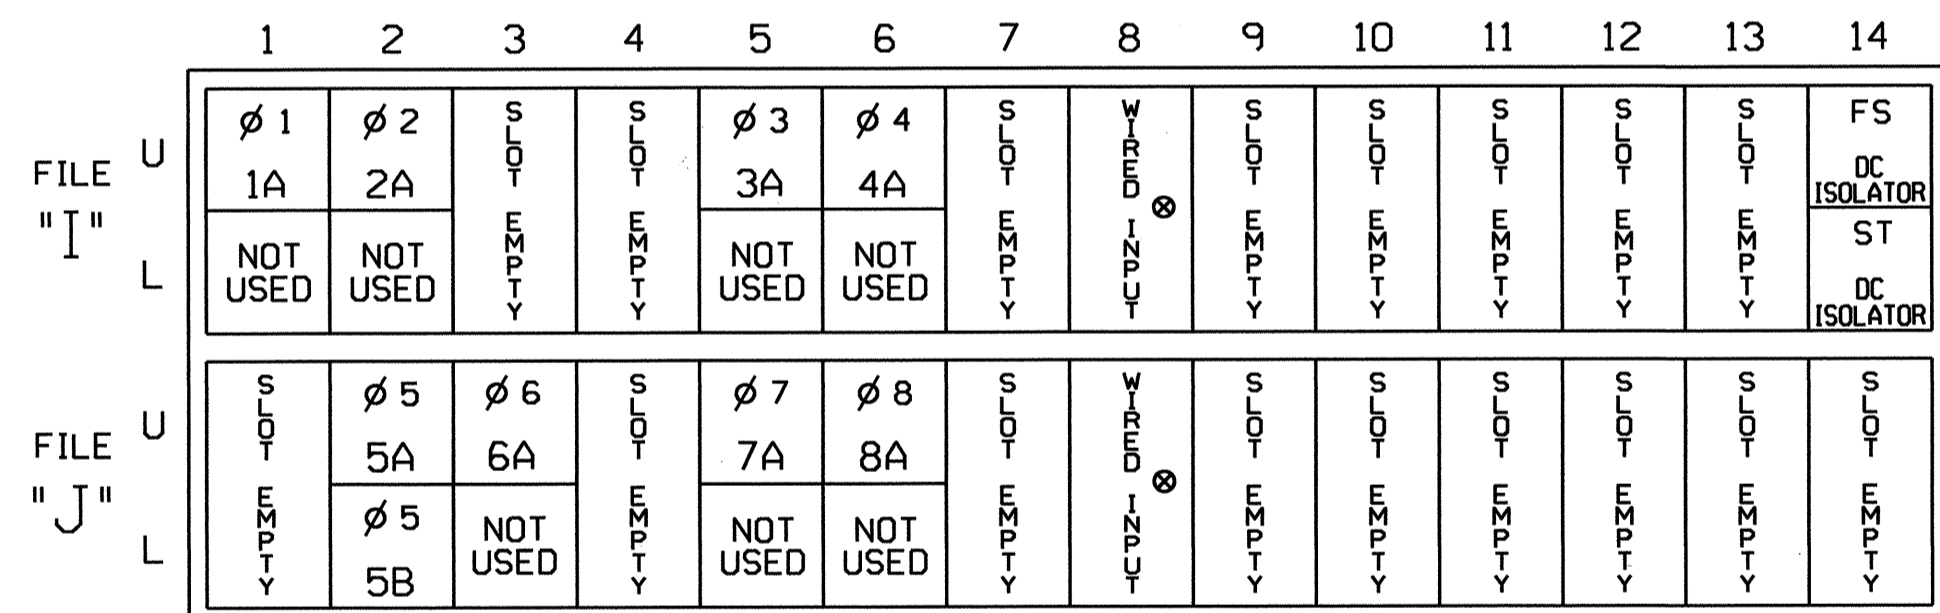 1 2 3 4 5 6 7 8 9 10 11 12 13 14
FILE "I"
U
L
Ø 1
1A
NOT
USED
Ø 2
2A
NOT
USED
SLOT EMPTY
SLOT EMPTY
Ø 3
3A
NOT
USED
Ø 4
4A
NOT
USED
SLOT EMPTY
WIRED INPUT ⊗
SLOT EMPTY
SLOT EMPTY
SLOT EMPTY
SLOT EMPTY
SLOT EMPTY
FS
DC
ISOLATOR
ST
DC
ISOLATOR
FILE "J"
U
L
SLOT EMPTY
Ø 5
5A
Ø 5
5B
Ø 6
6A
NOT
USED
SLOT EMPTY
Ø 7
7A
NOT
USED
Ø 8
8A
NOT
USED
SLOT EMPTY
WIRED INPUT ⊗
SLOT EMPTY
SLOT EMPTY
SLOT EMPTY
SLOT EMPTY
SLOT EMPTY
SLOT EMPTY